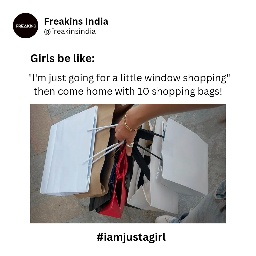 FREAKINS
Freakins India
@freakinsindia
Girls be like:
"I'm just going for a little window shopping"
then come home with 10 shopping bags!
#iamjustagirl